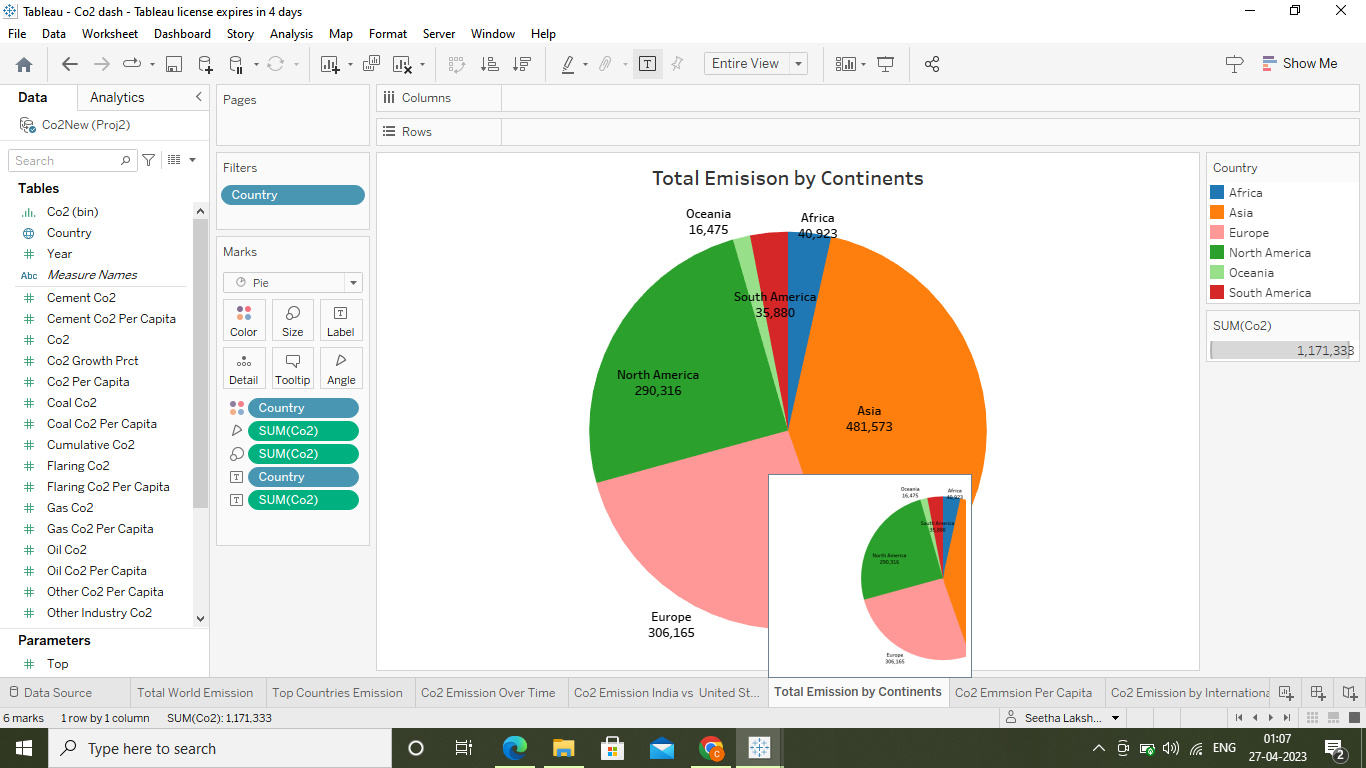 Tableau - Co2 dash - Tableau license expires in 4 days
File Data Worksheet Dashboard Story Analysis Map Format Server Window Help
Entire View
Show Me
Data Analytics
Co2New (Proj2)
Search
Tables
Co2 (bin)
Country
Year
Abc Measure Names
Cement Co2
Cement Co2 Per Capita
Co2
Co2 Growth Prct
Co2 Per Capita
Coal Co2
Coal Co2 Per Capita
Cumulative Co2
Flaring Co2
Flaring Co2 Per Capita
Gas Co2
Gas Co2 Per Capita
Oil Co2
Oil Co2 Per Capita
Other Co2 Per Capita
Other Industry Co2
Parameters
Top
Pages
Filters
Country
Marks
Pie
Color Size Label
Detail Tooltip Angle
Country
SUM(Co2)
SUM(Co2)
Country
SUM(Co2)
Columns
Rows
Total Emisison by Continents
Oceania
16,475
Africa
40,923
South America
35,880
North America
290,316
Asia
481,573
Europe
306,165
Oceania
16,475
Africa
40,923
South America
35,880
North America
290,316
Europe
306,165
Country
Africa
Asia
Europe
North America
Oceania
South America
SUM(Co2)
1,171,333
Data Source Total World Emission Top Countries Emission Co2 Emission Over Time Co2 Emission India vs United St... Total Emission by Continents Co2 Emmsion Per Capita Co2 Emission by Internationa
6 marks 1 row by 1 column SUM(Co2): 1,171,333 Seetha Laksh...
Type here to search
ENG
01:07
27-04-2023
2